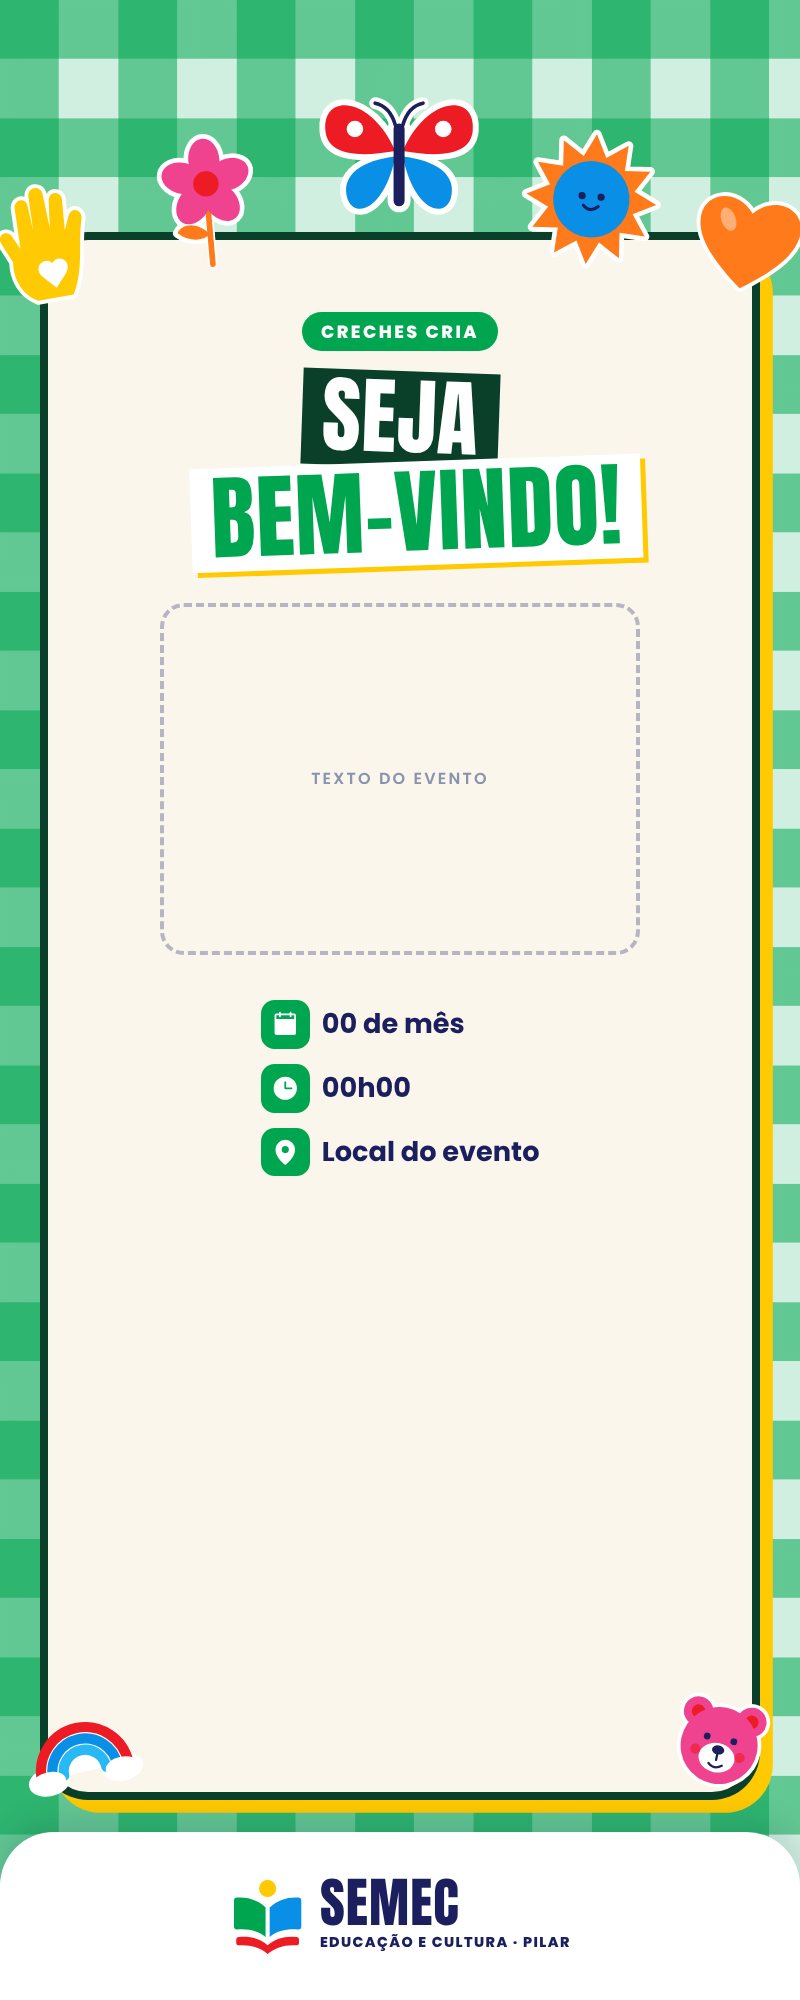 CRECHES CRIA
SEJA
BEM-VINDO!
TEXTO DO EVENTO
00 de mês
00h00
Local do evento
SEMEC
EDUCAÇÃO E CULTURA · PILAR